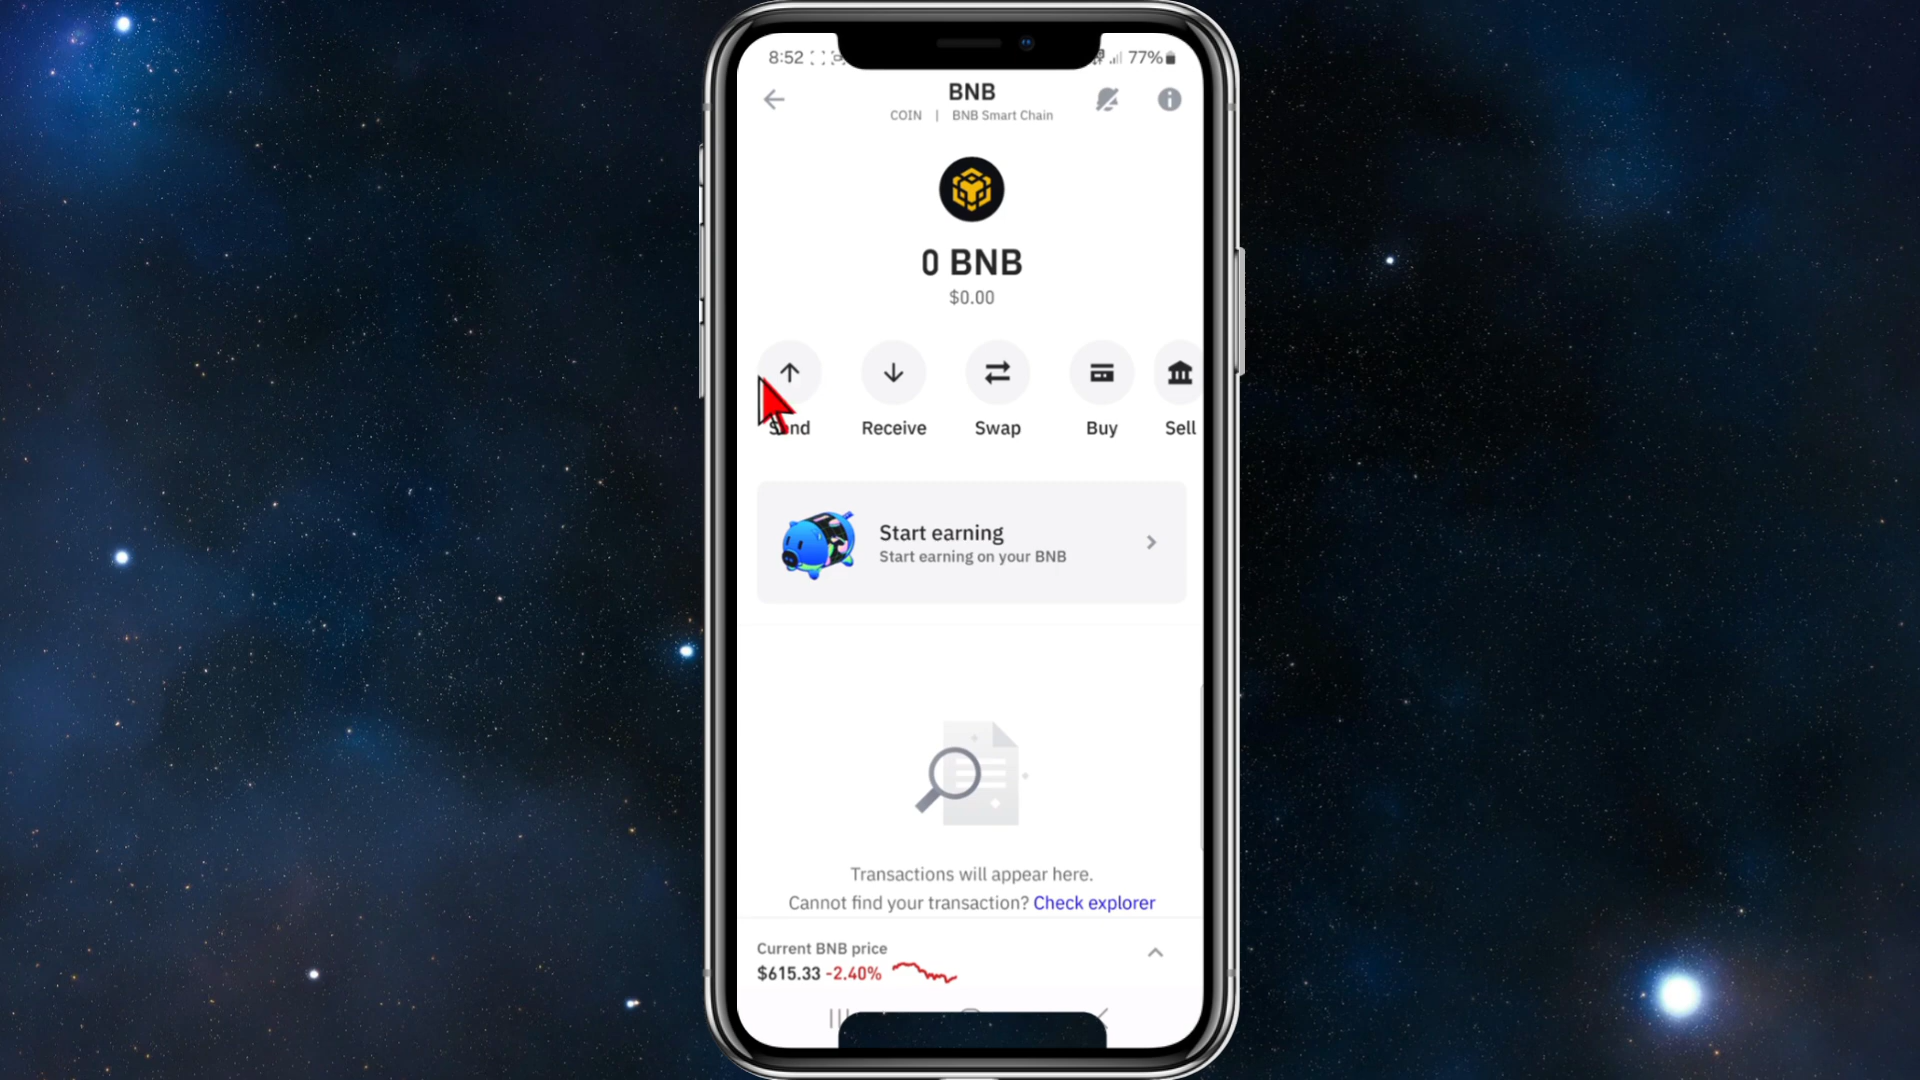 8:52
77%
BNB
COIN | BNB Smart Chain
0 BNB
$0.00
Send
Receive
Swap
Buy
Sell
Start earning
Start earning on your BNB
Transactions will appear here.
Cannot find your transaction? Check explorer
Current BNB price
$615.33 -2.40%